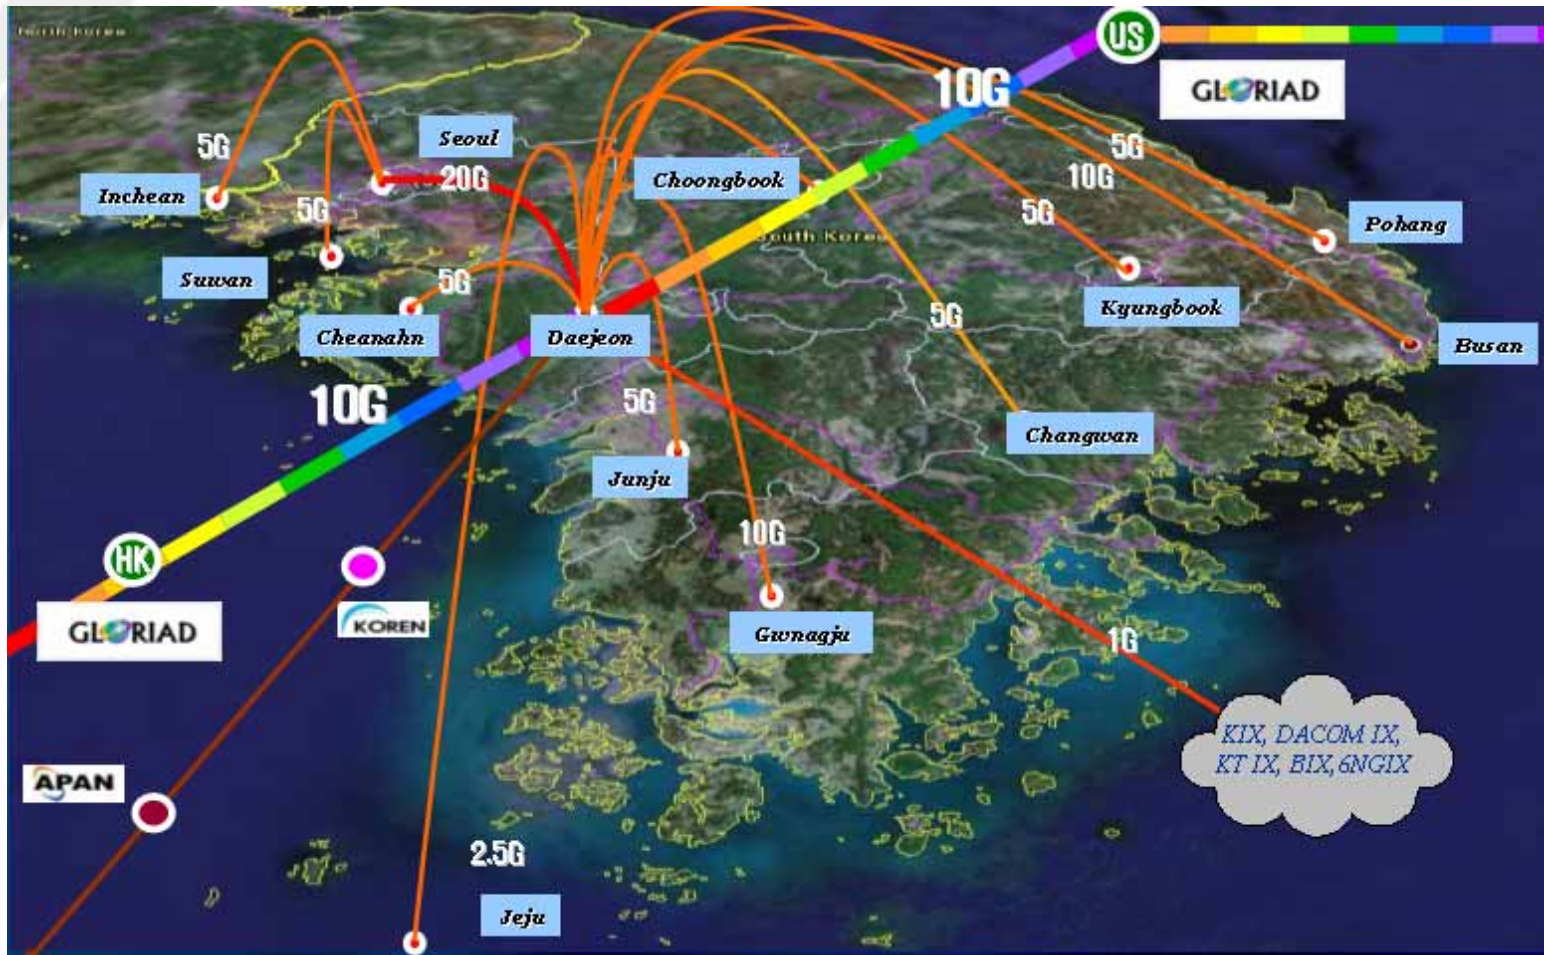 North Korea
US
GLORIAD
10G
5G
Seoul
20G
Choongbook
5G
10G
Inchean
5G
5G
Pohang
South Korea
Suwan
5G
Kyungbook
5G
Cheanahn
Daejeon
Busan
10G
5G
Changwan
Junju
10G
HK
GLORIAD
KOREN
Gwnagju
1G
KIX, DACOM IX,
KT IX, BIX, 6NGIX
APAN
2.5G
Jeju